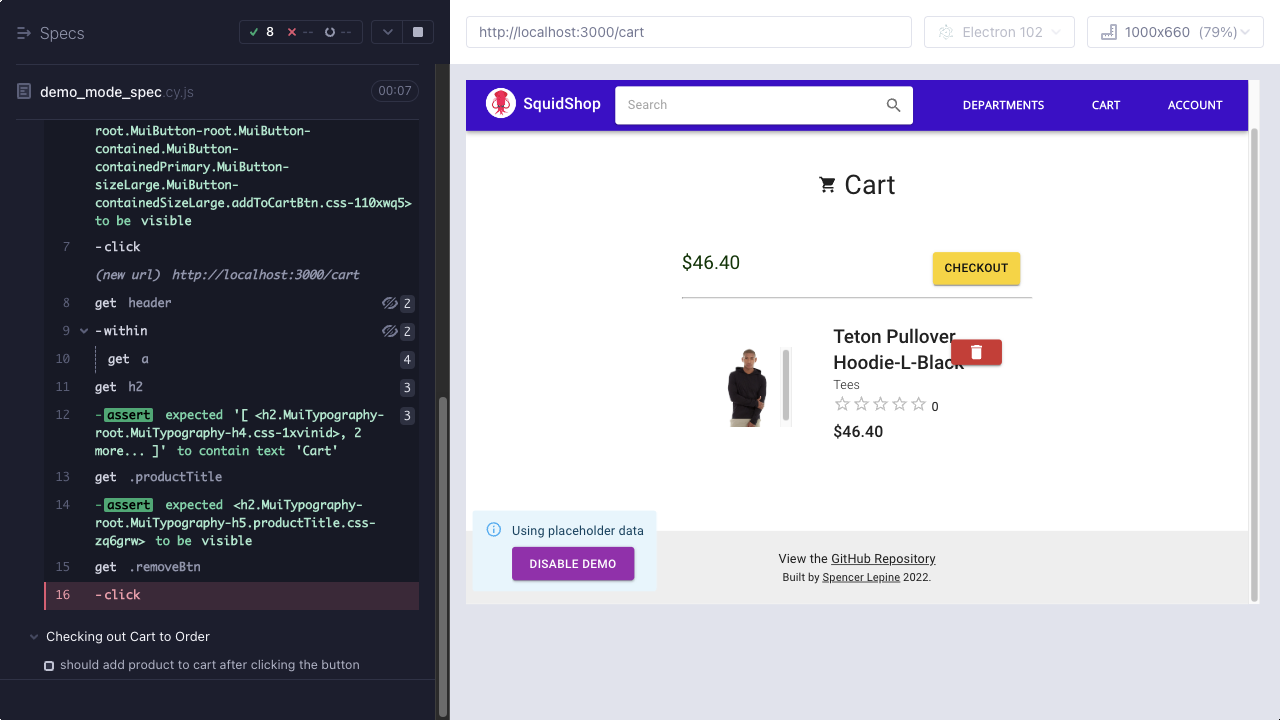 Specs
8
--
--
demo_mode_spec.cy.js
00:07
root.MuiButton-root.MuiButton-
contained.MuiButton-
containedPrimary.MuiButton-
sizeLarge.MuiButton-
containedSizeLarge.addToCartBtn.css-110xwq5>
to be visible
7 -click
(new url) http://localhost:3000/cart
8 get header 2
9 -within 2
10 get a 4
11 get h2 3
12 -assert expected '[ <h2.MuiTypography- 3
root.MuiTypography-h4.css-1xvinid>, 2
more... ]' to contain text 'Cart'
13 get .productTitle
14 -assert expected <h2.MuiTypography-
root.MuiTypography-h5.productTitle.css-
zq6grw> to be visible
15 get .removeBtn
16 -click
Checking out Cart to Order
should add product to cart after clicking the button
http://localhost:3000/cart
Electron 102
1000x660 (79%)
SquidShop
Search
DEPARTMENTS
CART
ACCOUNT
Cart
$46.40
CHECKOUT
Teton Pullover
Hoodie-L-Black
Tees
0
$46.40
Using placeholder data
DISABLE DEMO
View the GitHub Repository
Built by Spencer Lepine 2022.